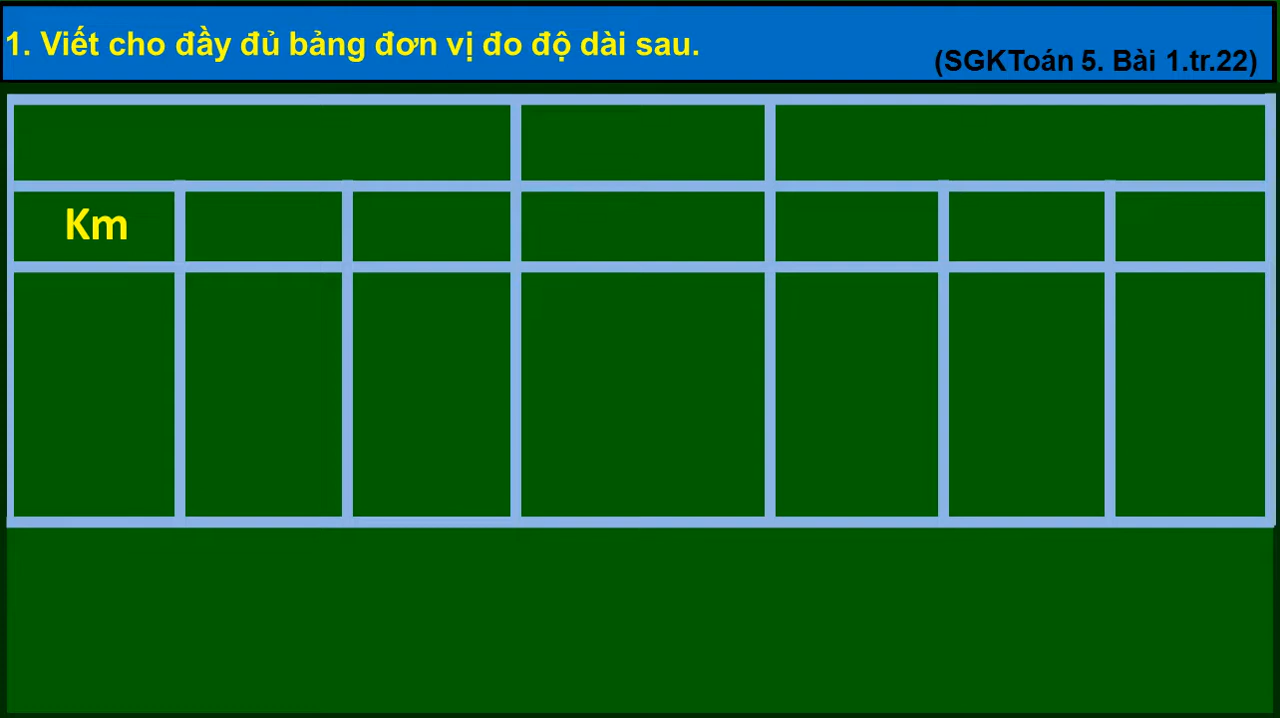 1. Viết cho đầy đủ bảng đơn vị đo độ dài sau.
(SGKToán 5. Bài 1.tr.22)
Km